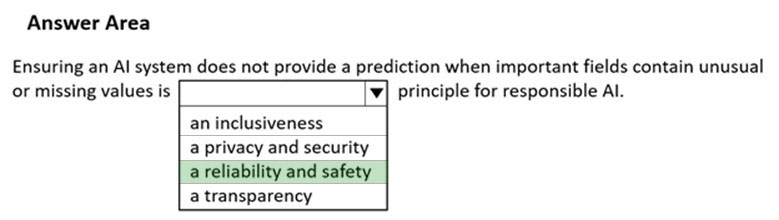 Answer Area
Ensuring an AI system does not provide a prediction when important fields contain unusual
or missing values is ▼ principle for responsible AI.
an inclusiveness
a privacy and security
a reliability and safety
a transparency